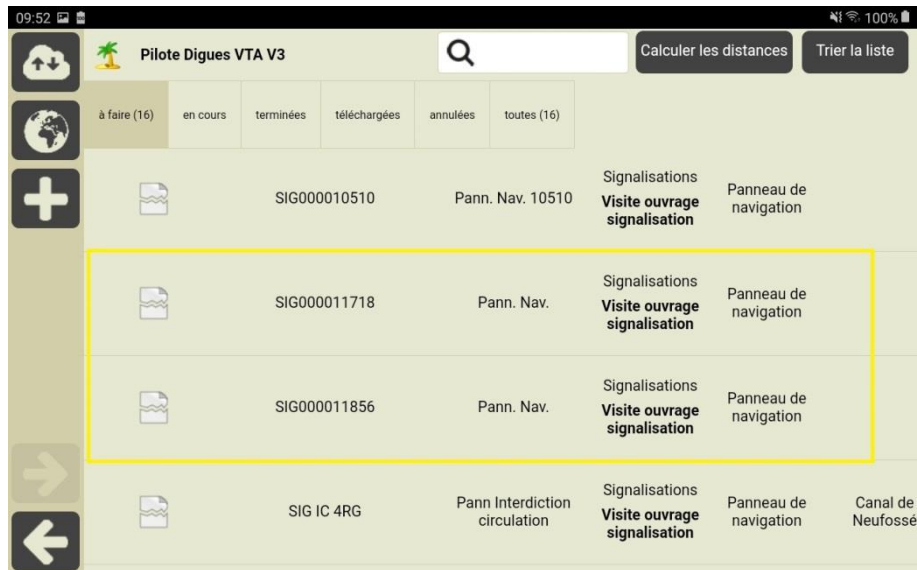 09:52 100%
Pilote Digues VTA V3
Calculer les distances
Trier la liste
à faire (16) en cours terminées téléchargées annulées toutes (16)
SIG000010510 Pann. Nav. 10510
Signalisations
Visite ouvrage
signalisation
Panneau de
navigation
SIG000011718 Pann. Nav.
Signalisations
Visite ouvrage
signalisation
Panneau de
navigation
SIG000011856 Pann. Nav.
Signalisations
Visite ouvrage
signalisation
Panneau de
navigation
SIG IC 4RG
Pann Interdiction
circulation
Signalisations
Visite ouvrage
signalisation
Panneau de
navigation
Canal de
Neufossé